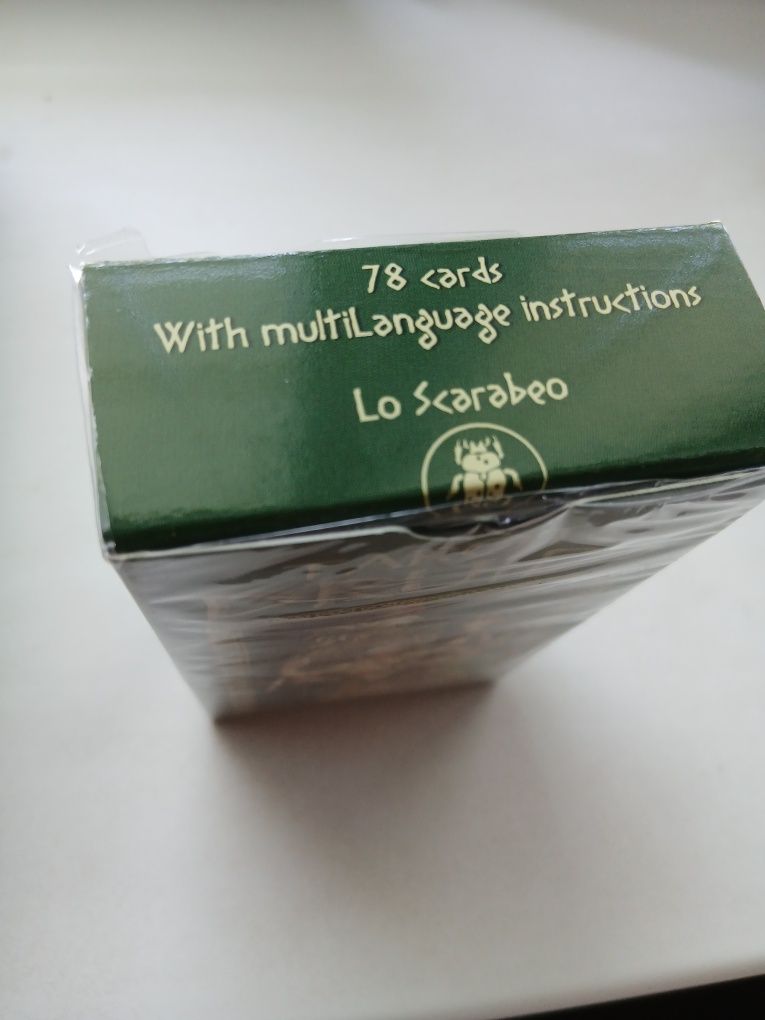 78 cards
With multiLanguage instructions
Lo Scarabeo